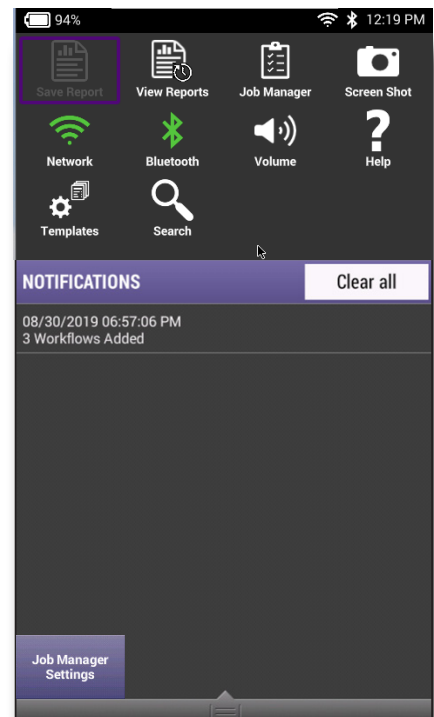 94%
12:19 PM
Save Report
View Reports
Job Manager
Screen Shot
Network
Bluetooth
Volume
Help
Templates
Search
NOTIFICATIONS
Clear all
08/30/2019 06:57:06 PM
3 Workflows Added
Job Manager
Settings